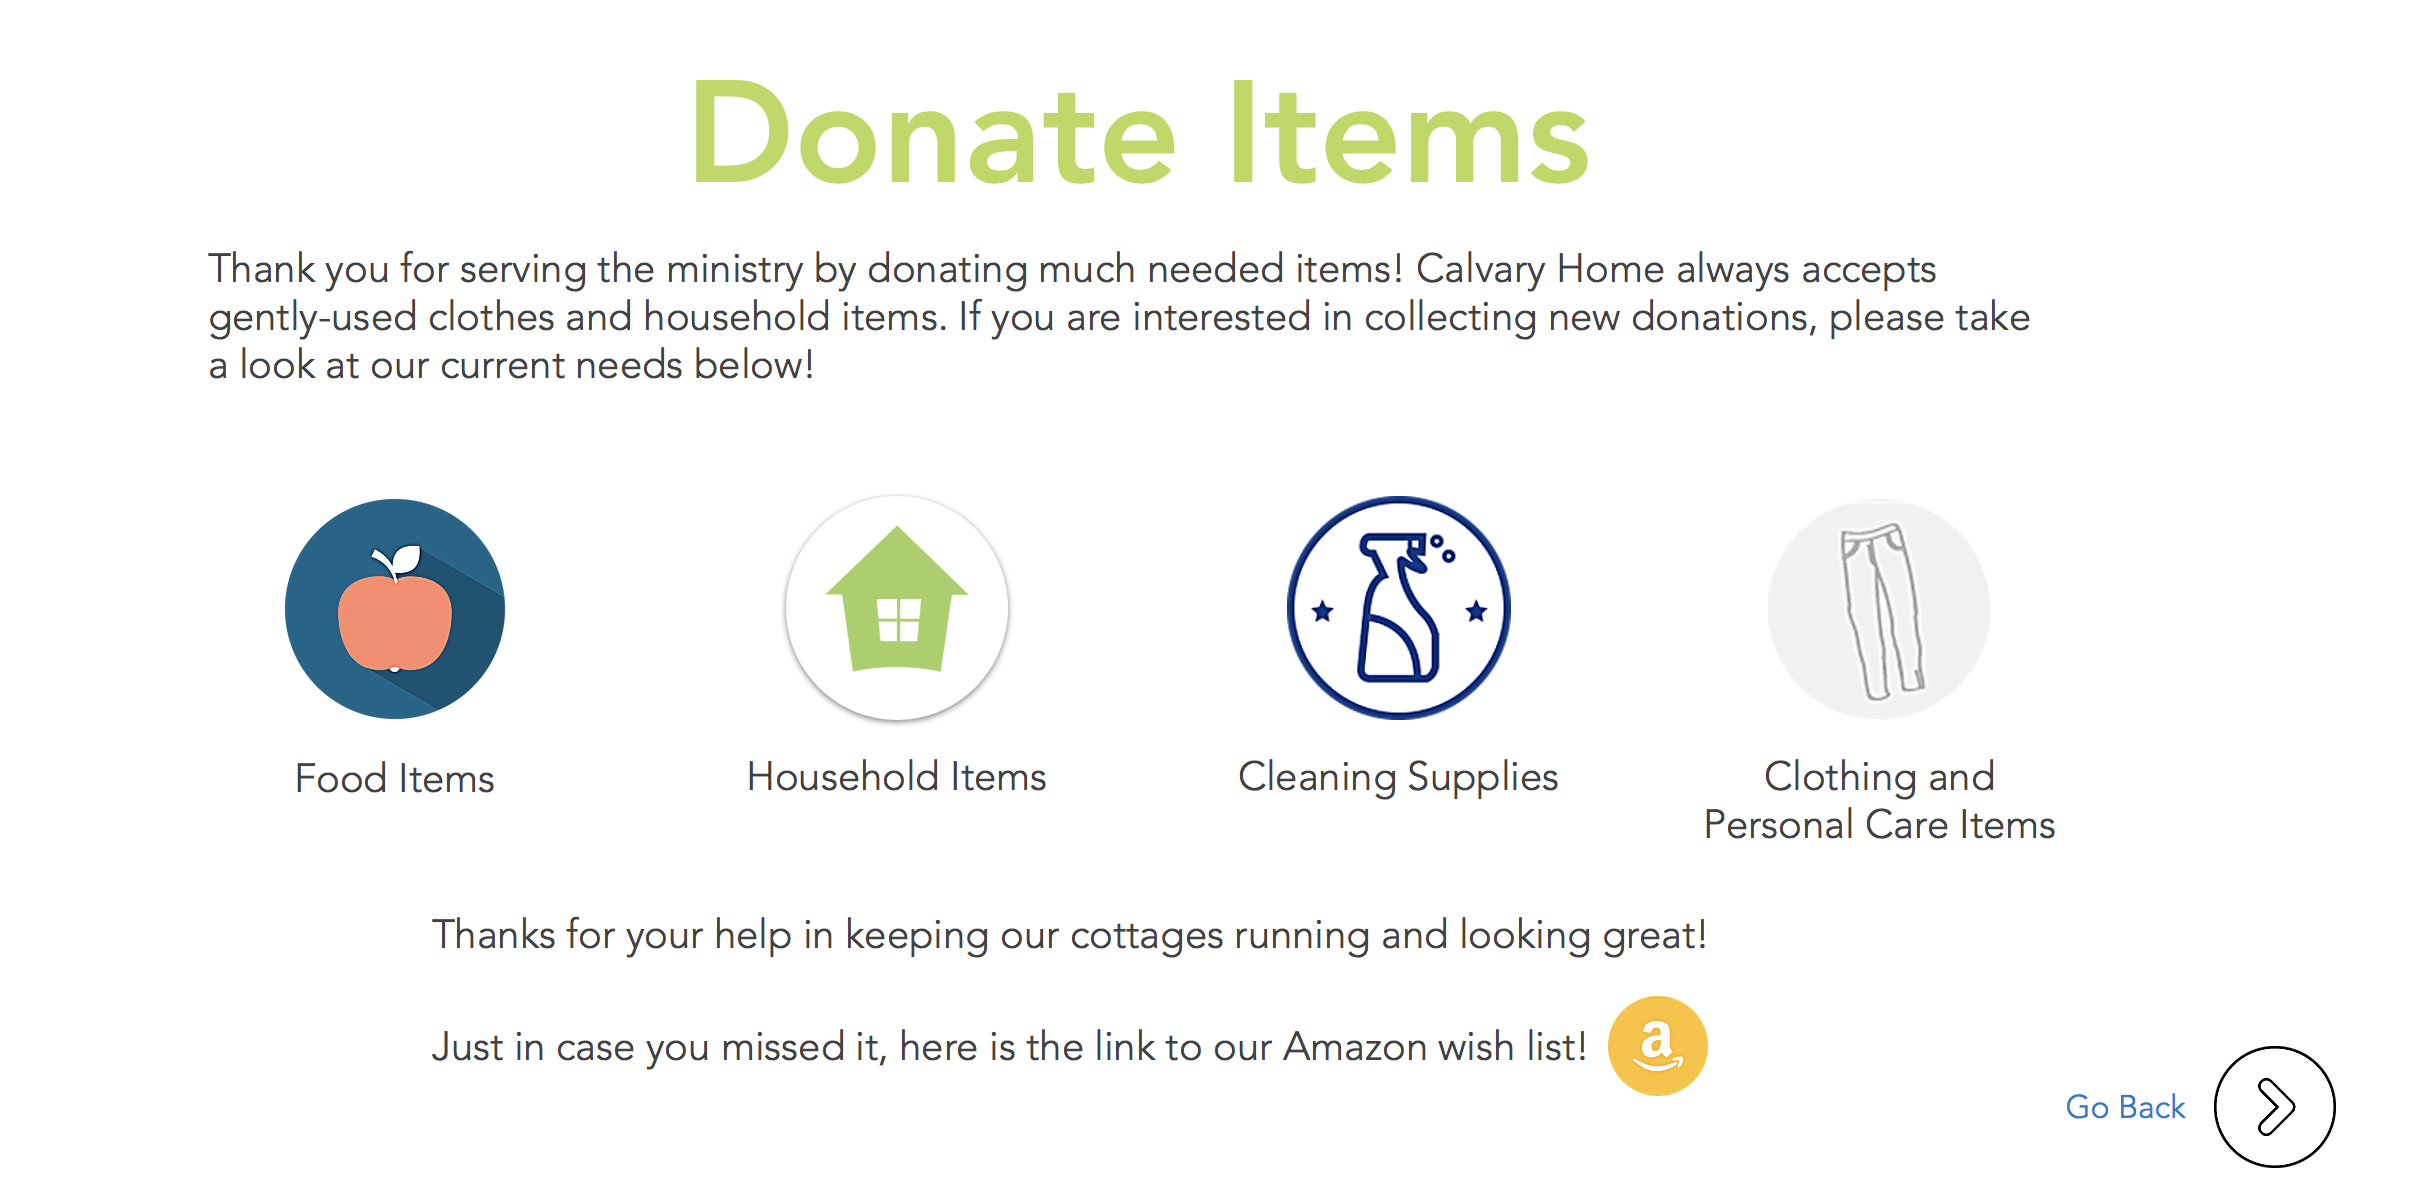 Donate Items
Thank you for serving the ministry by donating much needed items! Calvary Home always accepts
gently-used clothes and household items. If you are interested in collecting new donations, please take
a look at our current needs below!
Food Items
Household Items
Cleaning Supplies
Clothing and
Personal Care Items
Thanks for your help in keeping our cottages running and looking great!
Just in case you missed it, here is the link to our Amazon wish list!
a
Go Back